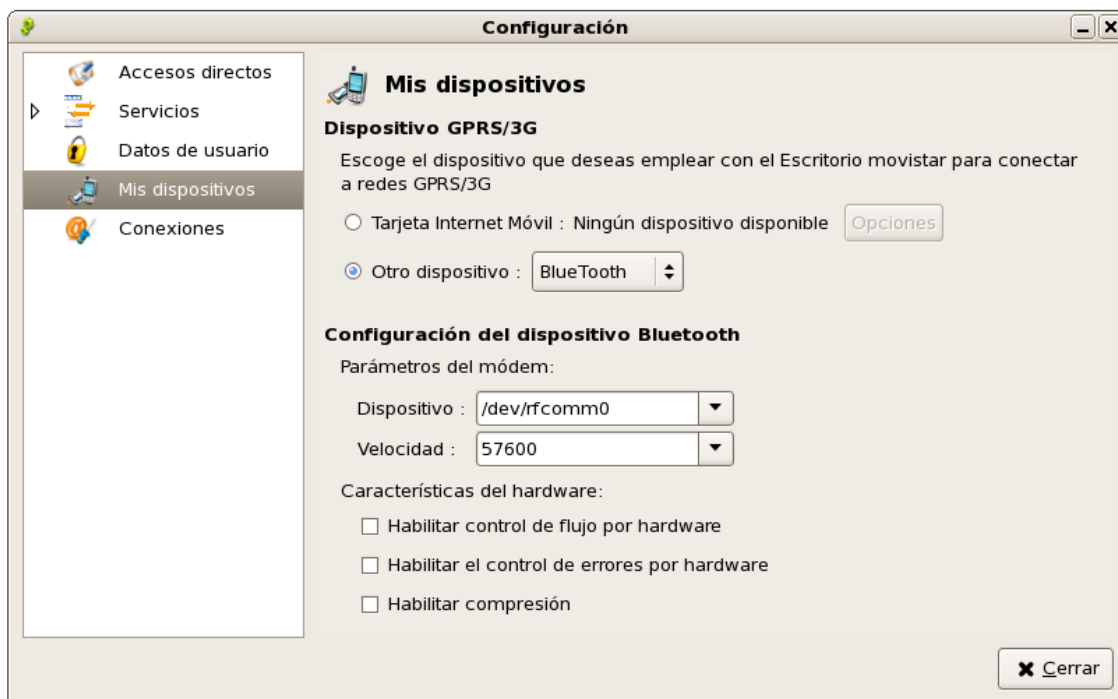 Configuración
Accesos directos
Servicios
Datos de usuario
Mis dispositivos
Conexiones
Mis dispositivos
Dispositivo GPRS/3G
Escoge el dispositivo que deseas emplear con el Escritorio movistar para conectar
a redes GPRS/3G
Tarjeta Internet Móvil : Ningún dispositivo disponible Opciones
Otro dispositivo : BlueTooth
Configuración del dispositivo Bluetooth
Parámetros del módem:
Dispositivo : /dev/rfcomm0
Velocidad : 57600
Características del hardware:
Habilitar control de flujo por hardware
Habilitar el control de errores por hardware
Habilitar compresión
Cerrar